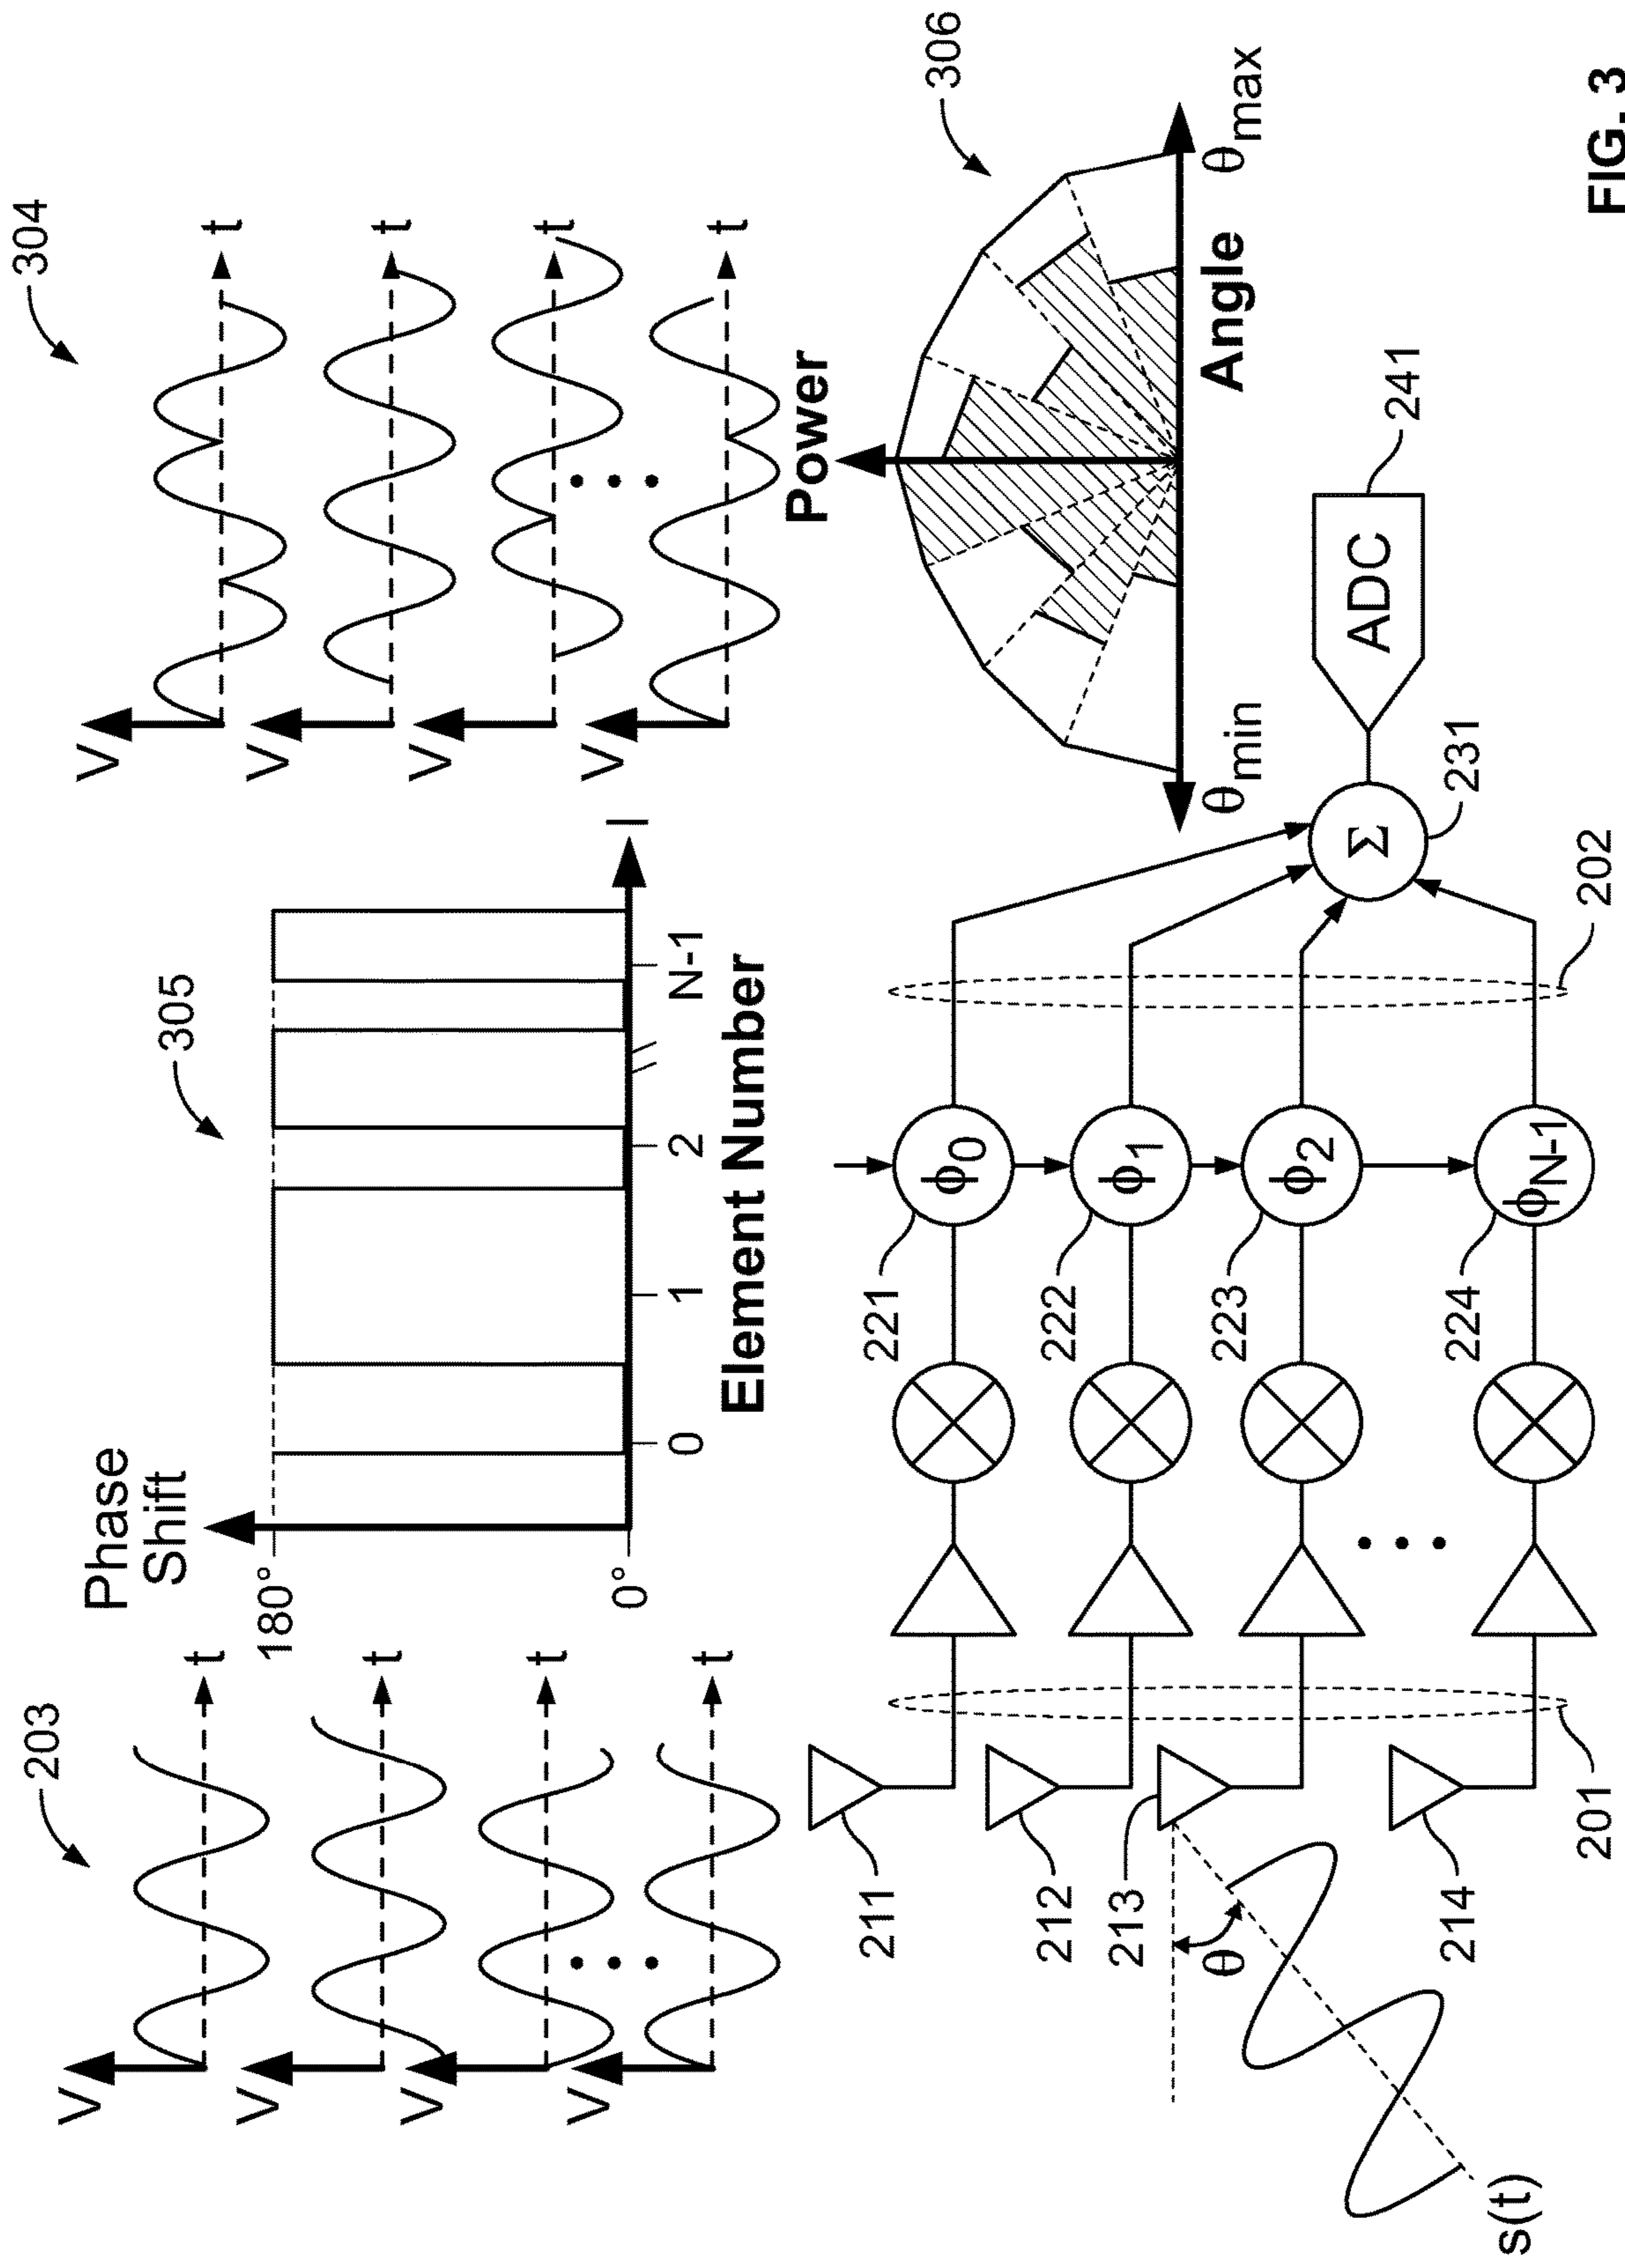 203
V
t
V
t
V
t
V
t
Phase
Shift
180°
0°
305
0
1
2
N-1
I
Element Number
304
V
t
V
t
V
t
V
t
Power
306
θmin
θmax
Angle
211
212
213
214
θ
s(t)
201
221
ϕ0
222
ϕ1
223
ϕ2
224
ϕN-1
202
Σ
231
ADC
241
FIG. 3